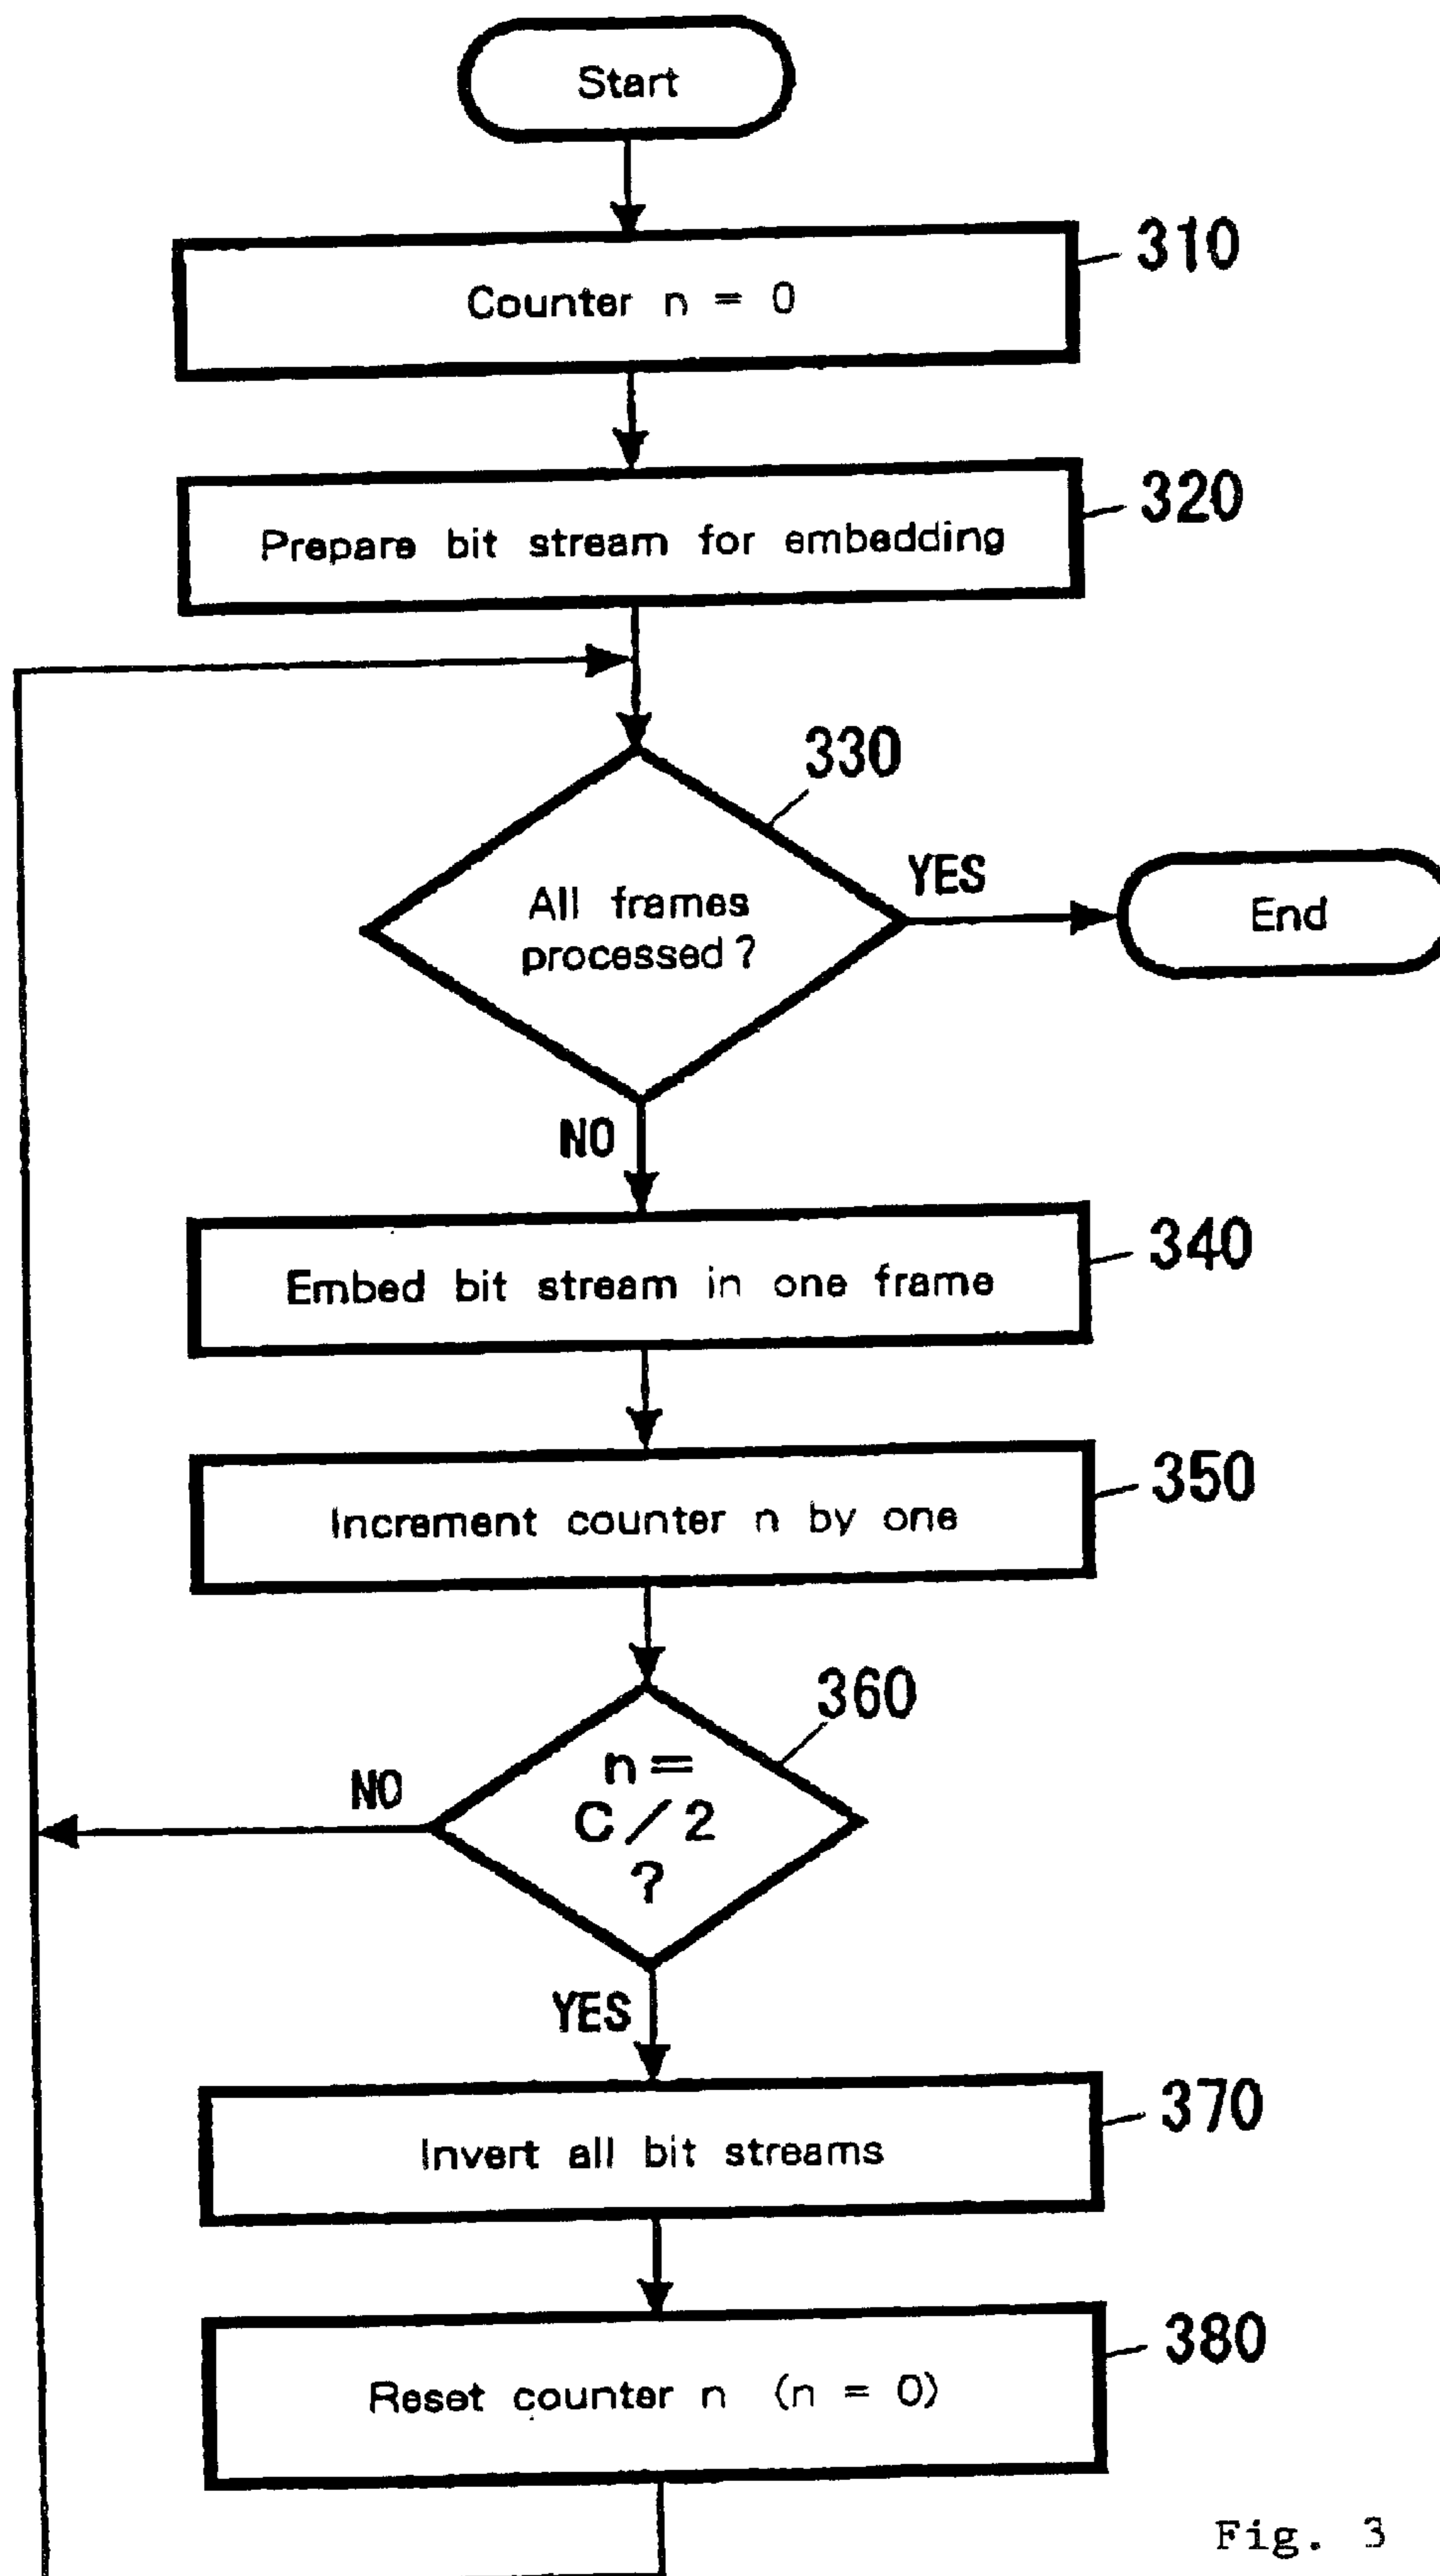 Start
310
Counter n = 0
320
Prepare bit stream for embedding
330
All frames
processed ?
YES
End
NO
340
Embed bit stream in one frame
350
Increment counter n by one
360
n =
C / 2
?
NO
YES
370
Invert all bit streams
380
Reset counter n (n = 0)
Fig. 3